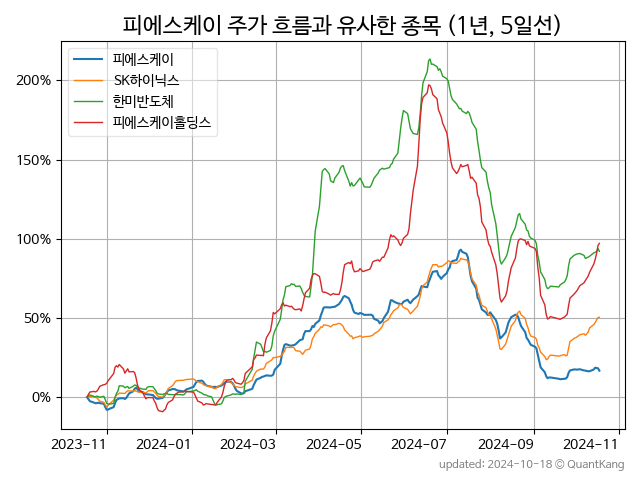 피에스케이 주가 흐름과 유사한 종목 (1년, 5일선)
피에스케이
SK하이닉스
한미반도체
피에스케이홀딩스
200%
150%
100%
50%
0%
2023-11 2024-01 2024-03 2024-05 2024-07 2024-09 2024-11
updated: 2024-10-18 © QuantKang